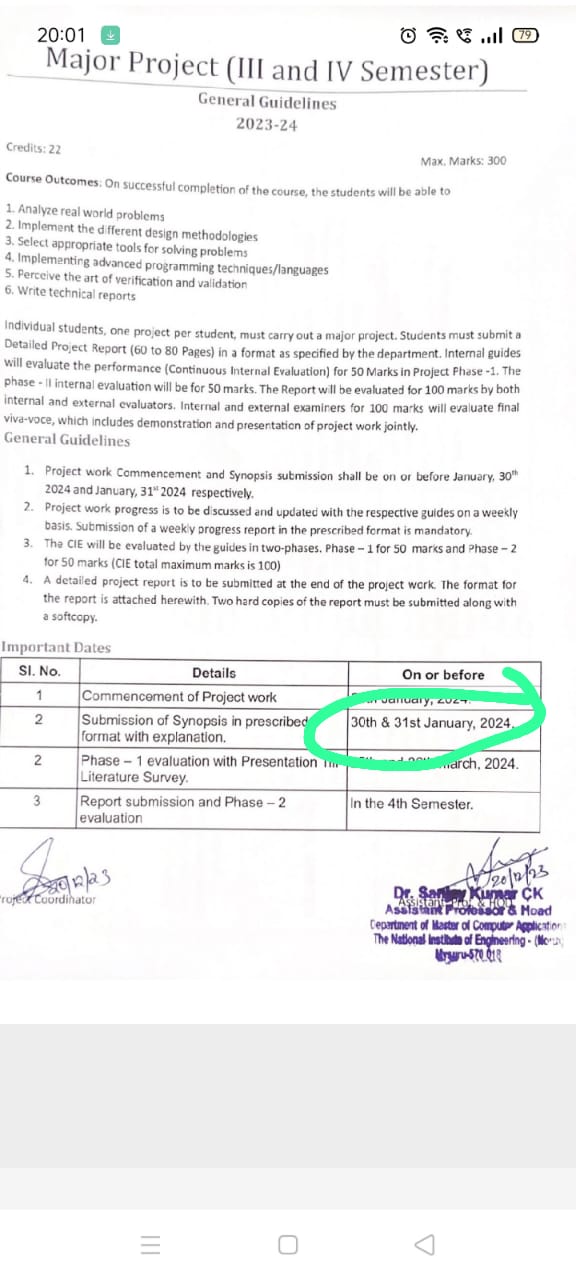 20:01
79
Major Project (III and IV Semester)
General Guidelines
2023-24
Credits: 22
Max. Marks: 300
Course Outcomes: On successful completion of the course, the students will be able to
1. Analyze real world problems
2. Implement the different design methodologies
3. Select appropriate tools for solving problems
4. Implementing advanced programming techniques/languages
5. Perceive the art of verification and validation
6. Write technical reports
Individual students, one project per student, must carry out a major project. Students must submit a
Detailed Project Report (60 to 80 Pages) in a format as specified by the department. Internal guides
will evaluate the performance (Continuous Internal Evaluation) for 50 Marks in Project Phase -1. The
phase - II internal evaluation will be for 50 marks. The Report will be evaluated for 100 marks by both
internal and external evaluators. Internal and external examiners for 100 marks will evaluate final
viva-voce, which includes demonstration and presentation of project work jointly.
General Guidelines
1. Project work Commencement and Synopsis submission shall be on or before January, 30th
2024 and January, 31st 2024 respectively.
2. Project work progress is to be discussed and updated with the respective guides on a weekly
basis. Submission of a weekly progress report in the prescribed format is mandatory.
3. The CIE will be evaluated by the guides in two-phases. Phase – 1 for 50 marks and Phase – 2
for 50 marks (CIE total maximum marks is 100)
4. A detailed project report is to be submitted at the end of the project work. The format for
the report is attached herewith. Two hard copies of the report must be submitted along with
a softcopy.
Important Dates
Sl. No. Details On or before
1 Commencement of Project work January, 2024.
2 Submission of Synopsis in prescribed 30th & 31st January, 2024.
format with explanation.
2 Phase – 1 evaluation with Presentation March, 2024.
Literature Survey.
3 Report submission and Phase – 2 In the 4th Semester.
evaluation
20/12/23
Project Coordinator
20/12/23
Dr. Sanjay Kumar CK
Assistant Prof. & HOD
Assistant Professor & Head
Department of Master of Computer Application
The National Institute of Engineering - (North)
Mysuru-570 018